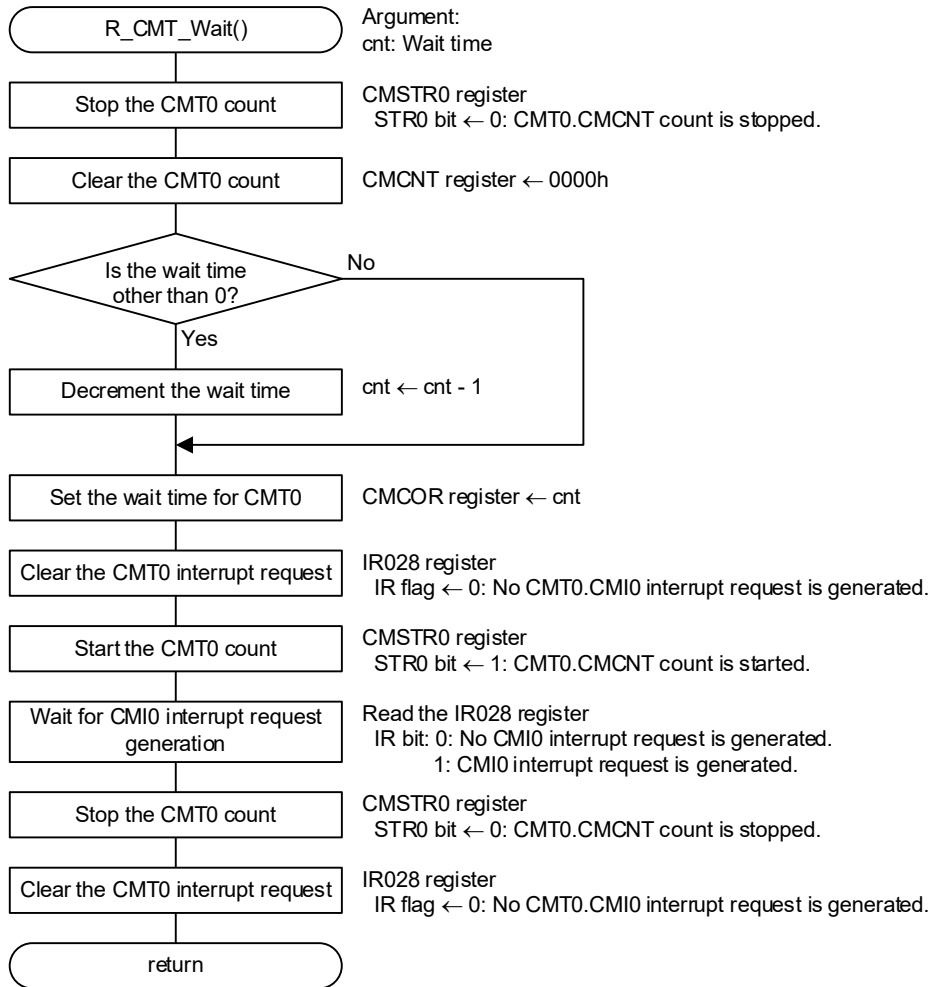 R_CMT_Wait()
Argument:
cnt: Wait time
Stop the CMT0 count
CMSTR0 register
STR0 bit ← 0: CMT0.CMCNT count is stopped.
Clear the CMT0 count
CMCNT register ← 0000h
Is the wait time
other than 0?
No
Yes
Decrement the wait time
cnt ← cnt - 1
Set the wait time for CMT0
CMCOR register ← cnt
Clear the CMT0 interrupt request
IR028 register
IR flag ← 0: No CMT0.CMI0 interrupt request is generated.
Start the CMT0 count
CMSTR0 register
STR0 bit ← 1: CMT0.CMCNT count is started.
Wait for CMI0 interrupt request
generation
Read the IR028 register
IR bit: 0: No CMI0 interrupt request is generated.
1: CMI0 interrupt request is generated.
Stop the CMT0 count
CMSTR0 register
STR0 bit ← 0: CMT0.CMCNT count is stopped.
Clear the CMT0 interrupt request
IR028 register
IR flag ← 0: No CMT0.CMI0 interrupt request is generated.
return